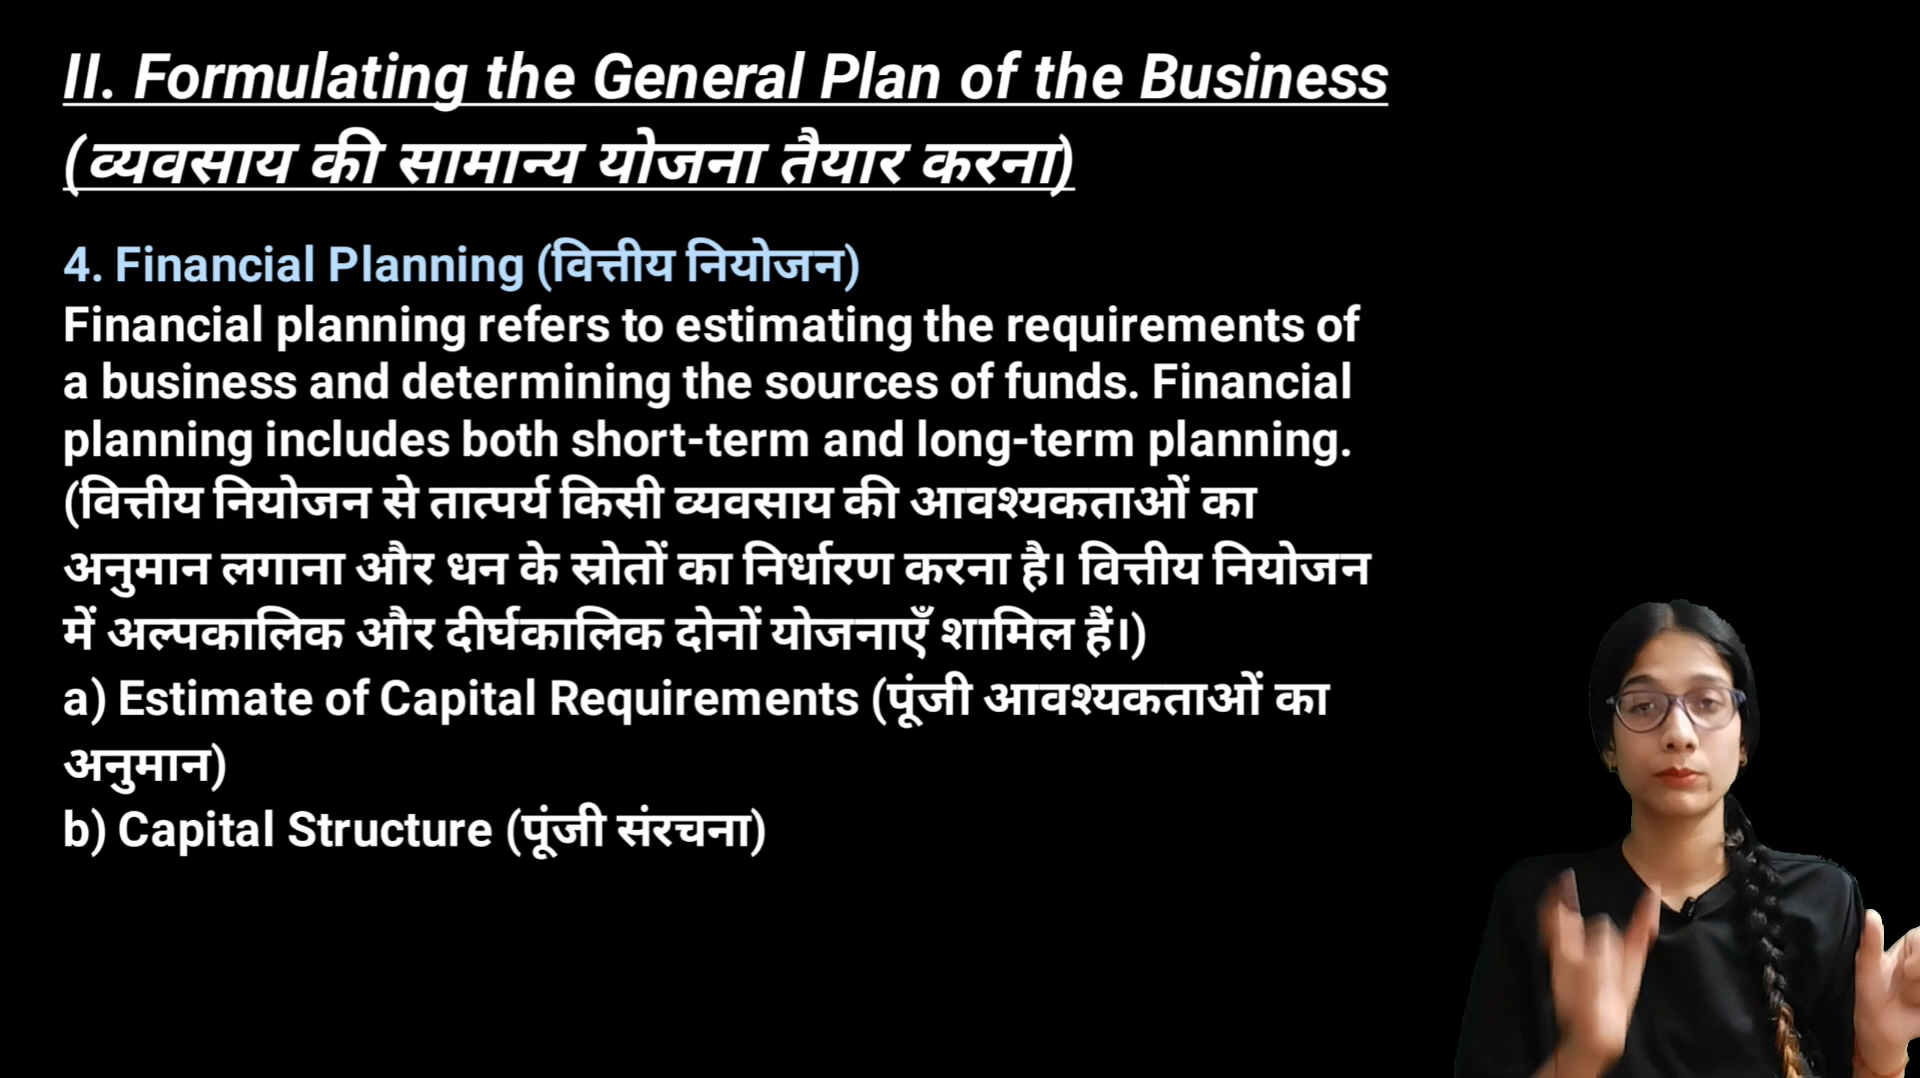 II. Formulating the General Plan of the Business
(व्यवसाय की सामान्य योजना तैयार करना)
4. Financial Planning (वित्तीय नियोजन)
Financial planning refers to estimating the requirements of
a business and determining the sources of funds. Financial
planning includes both short-term and long-term planning.
(वित्तीय नियोजन से तात्पर्य किसी व्यवसाय की आवश्यकताओं का
अनुमान लगाना और धन के स्रोतों का निर्धारण करना है। वित्तीय नियोजन
में अल्पकालिक और दीर्घकालिक दोनों योजनाएँ शामिल हैं।)
a) Estimate of Capital Requirements (पूंजी आवश्यकताओं का
अनुमान)
b) Capital Structure (पूंजी संरचना)